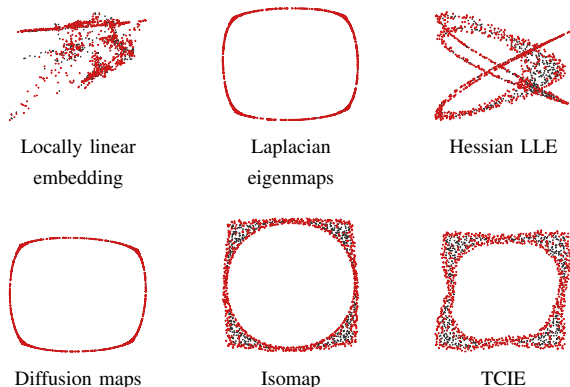 Locally linear
embedding
Laplacian
eigenmaps
Hessian LLE
Diffusion maps
Isomap
TCIE